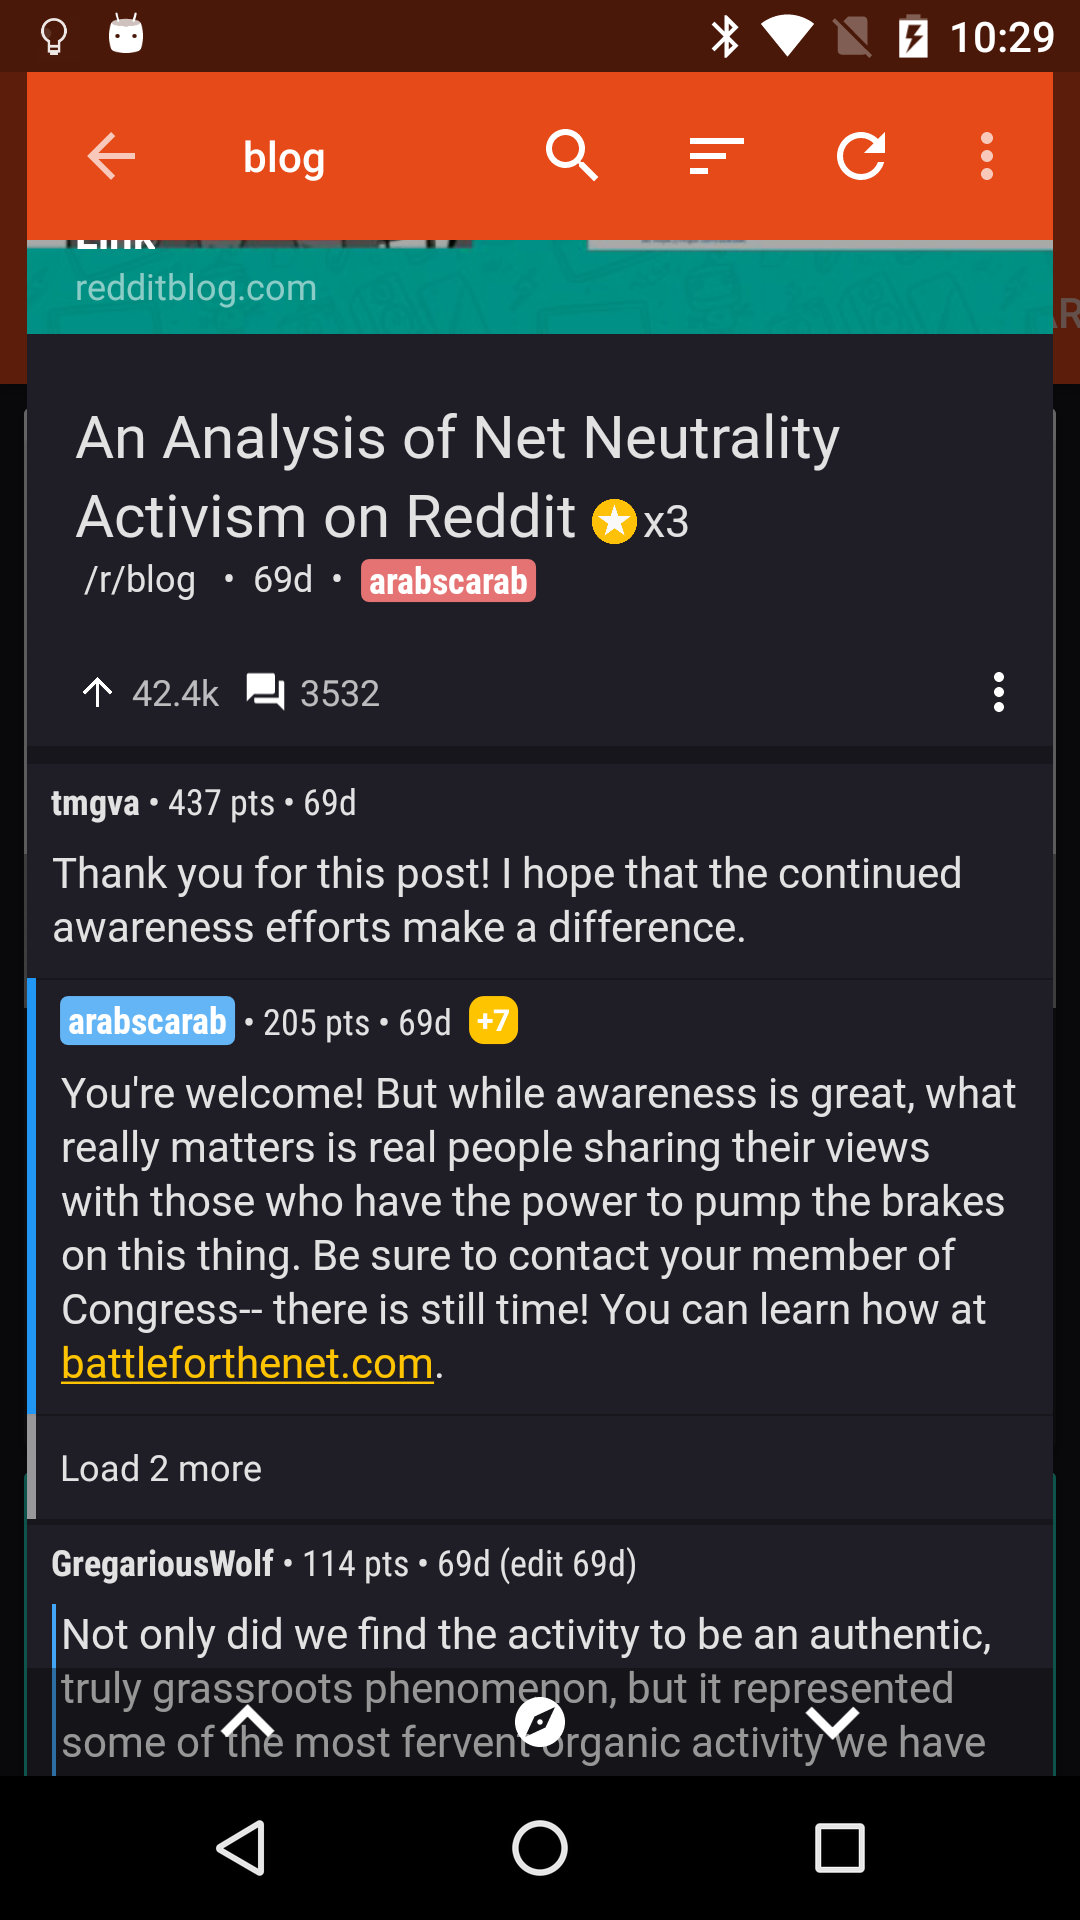 10:29
blog
Link
redditblog.com
AR
An Analysis of Net Neutrality
Activism on Reddit x3
/r/blog • 69d • arabscarab
42.4k 3532
tmgva • 437 pts • 69d
Thank you for this post! I hope that the continued
awareness efforts make a difference.
arabscarab • 205 pts • 69d +7
You're welcome! But while awareness is great, what
really matters is real people sharing their views
with those who have the power to pump the brakes
on this thing. Be sure to contact your member of
Congress-- there is still time! You can learn how at
battleforthenet.com.
Load 2 more
GregariousWolf • 114 pts • 69d (edit 69d)
Not only did we find the activity to be an authentic,
truly grassroots phenomenon, but it represented
some of the most fervent organic activity we have